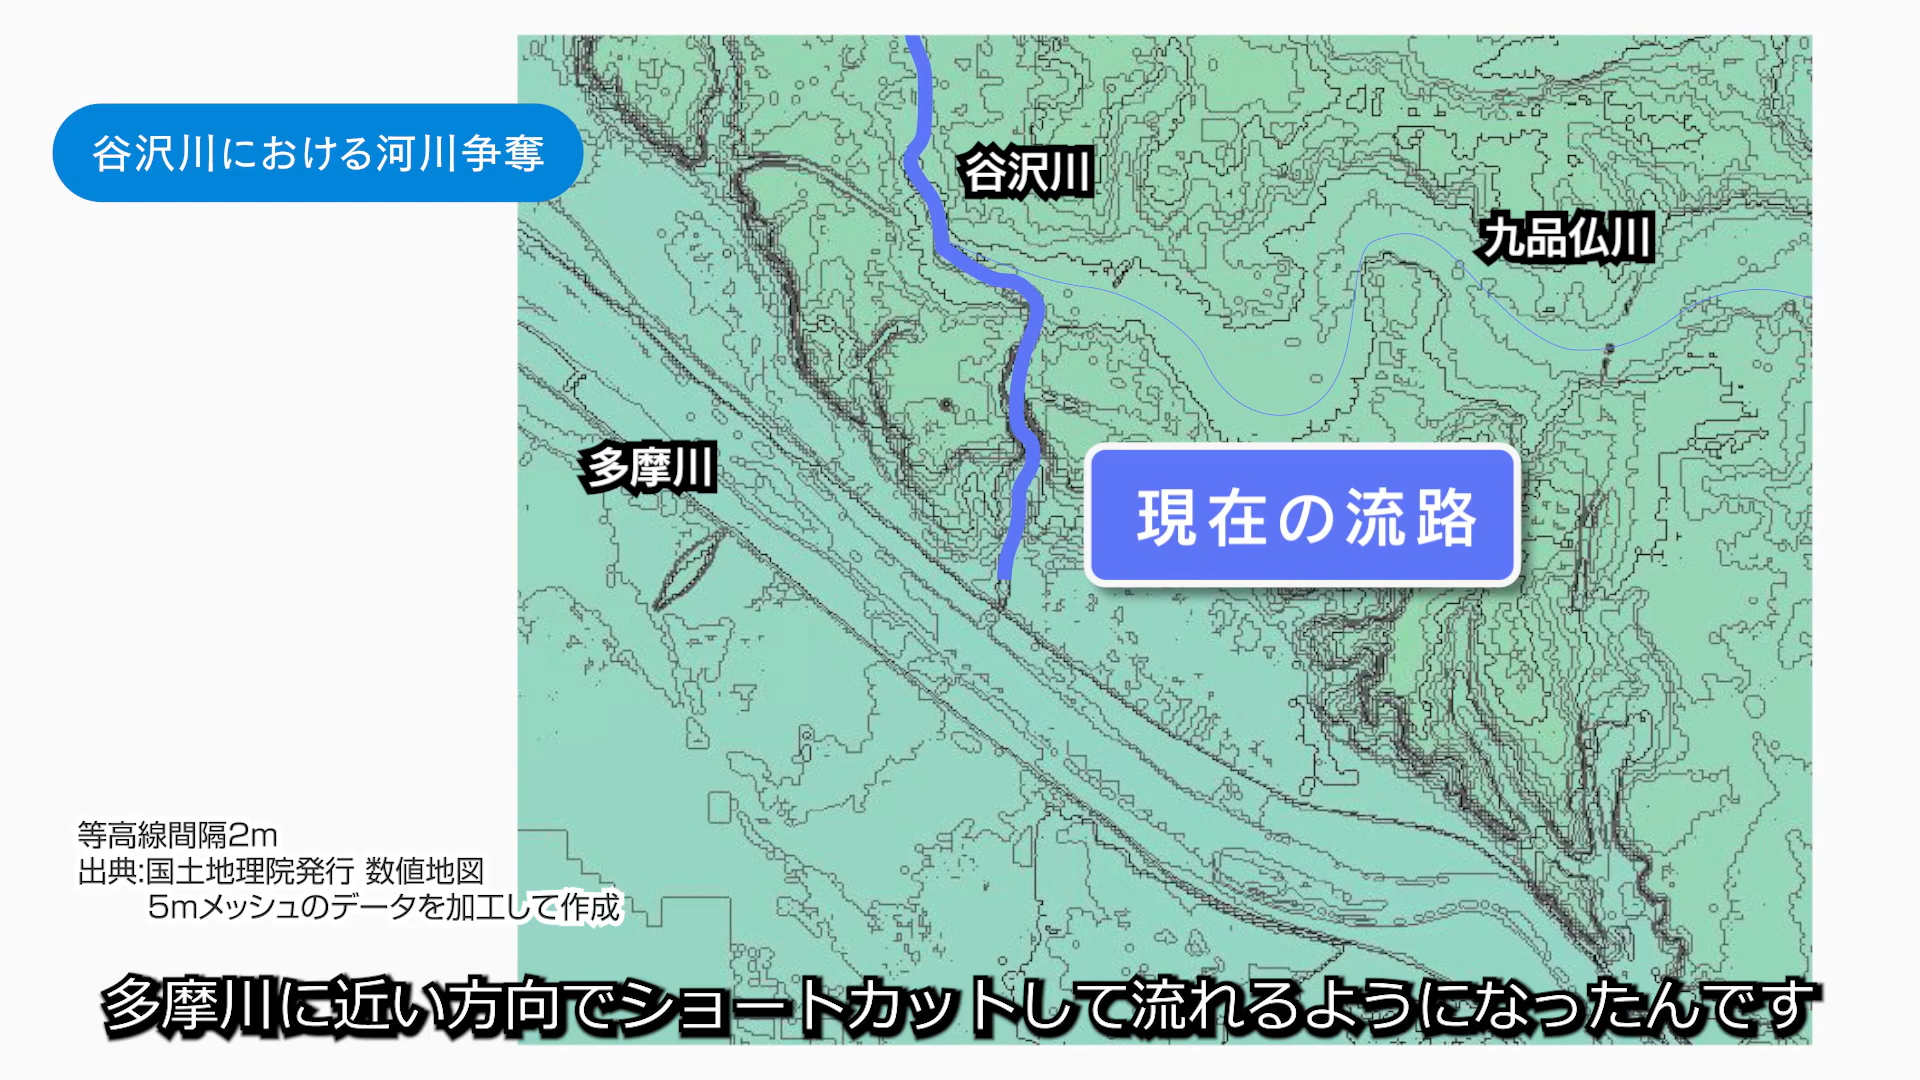 谷沢川における河川争奪
谷沢川
九品仏川
多摩川
現在の流路
等高線間隔2m
出典:国土地理院発行 数値地図
5mメッシュのデータを加工して作成
多摩川に近い方向でショートカットして流れるようになったんです